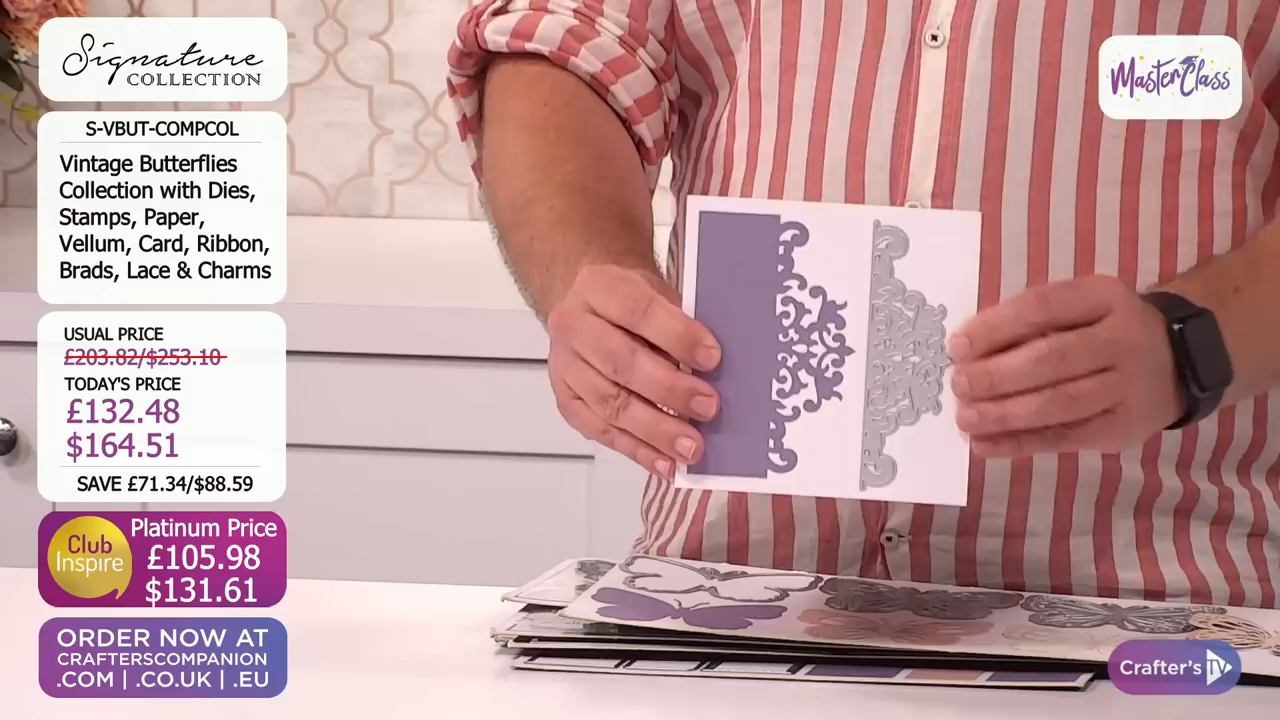 Signature
COLLECTION
S-VBUT-COMPCOL
Vintage Butterflies
Collection with Dies,
Stamps, Paper,
Vellum, Card, Ribbon,
Brads, Lace & Charms
USUAL PRICE
£203.82/$253.10
TODAY'S PRICE
£132.48
$164.51
SAVE £71.34/$88.59
Club
Inspire
Platinum Price
£105.98
$131.61
ORDER NOW AT
CRAFTERSCOMPANION
.COM | .CO.UK | .EU
MasterClass
Crafter's TV